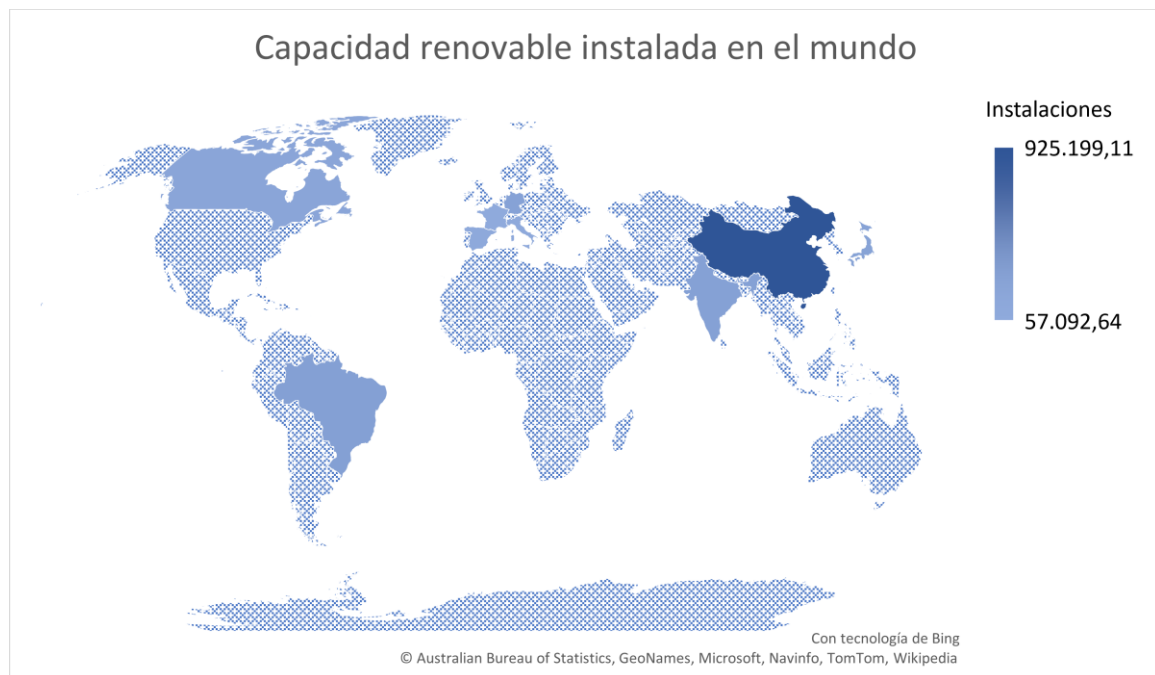 Capacidad renovable instalada en el mundo
Instalaciones
925.199,11
57.092,64
Con tecnología de Bing
© Australian Bureau of Statistics, GeoNames, Microsoft, Navinfo, TomTom, Wikipedia